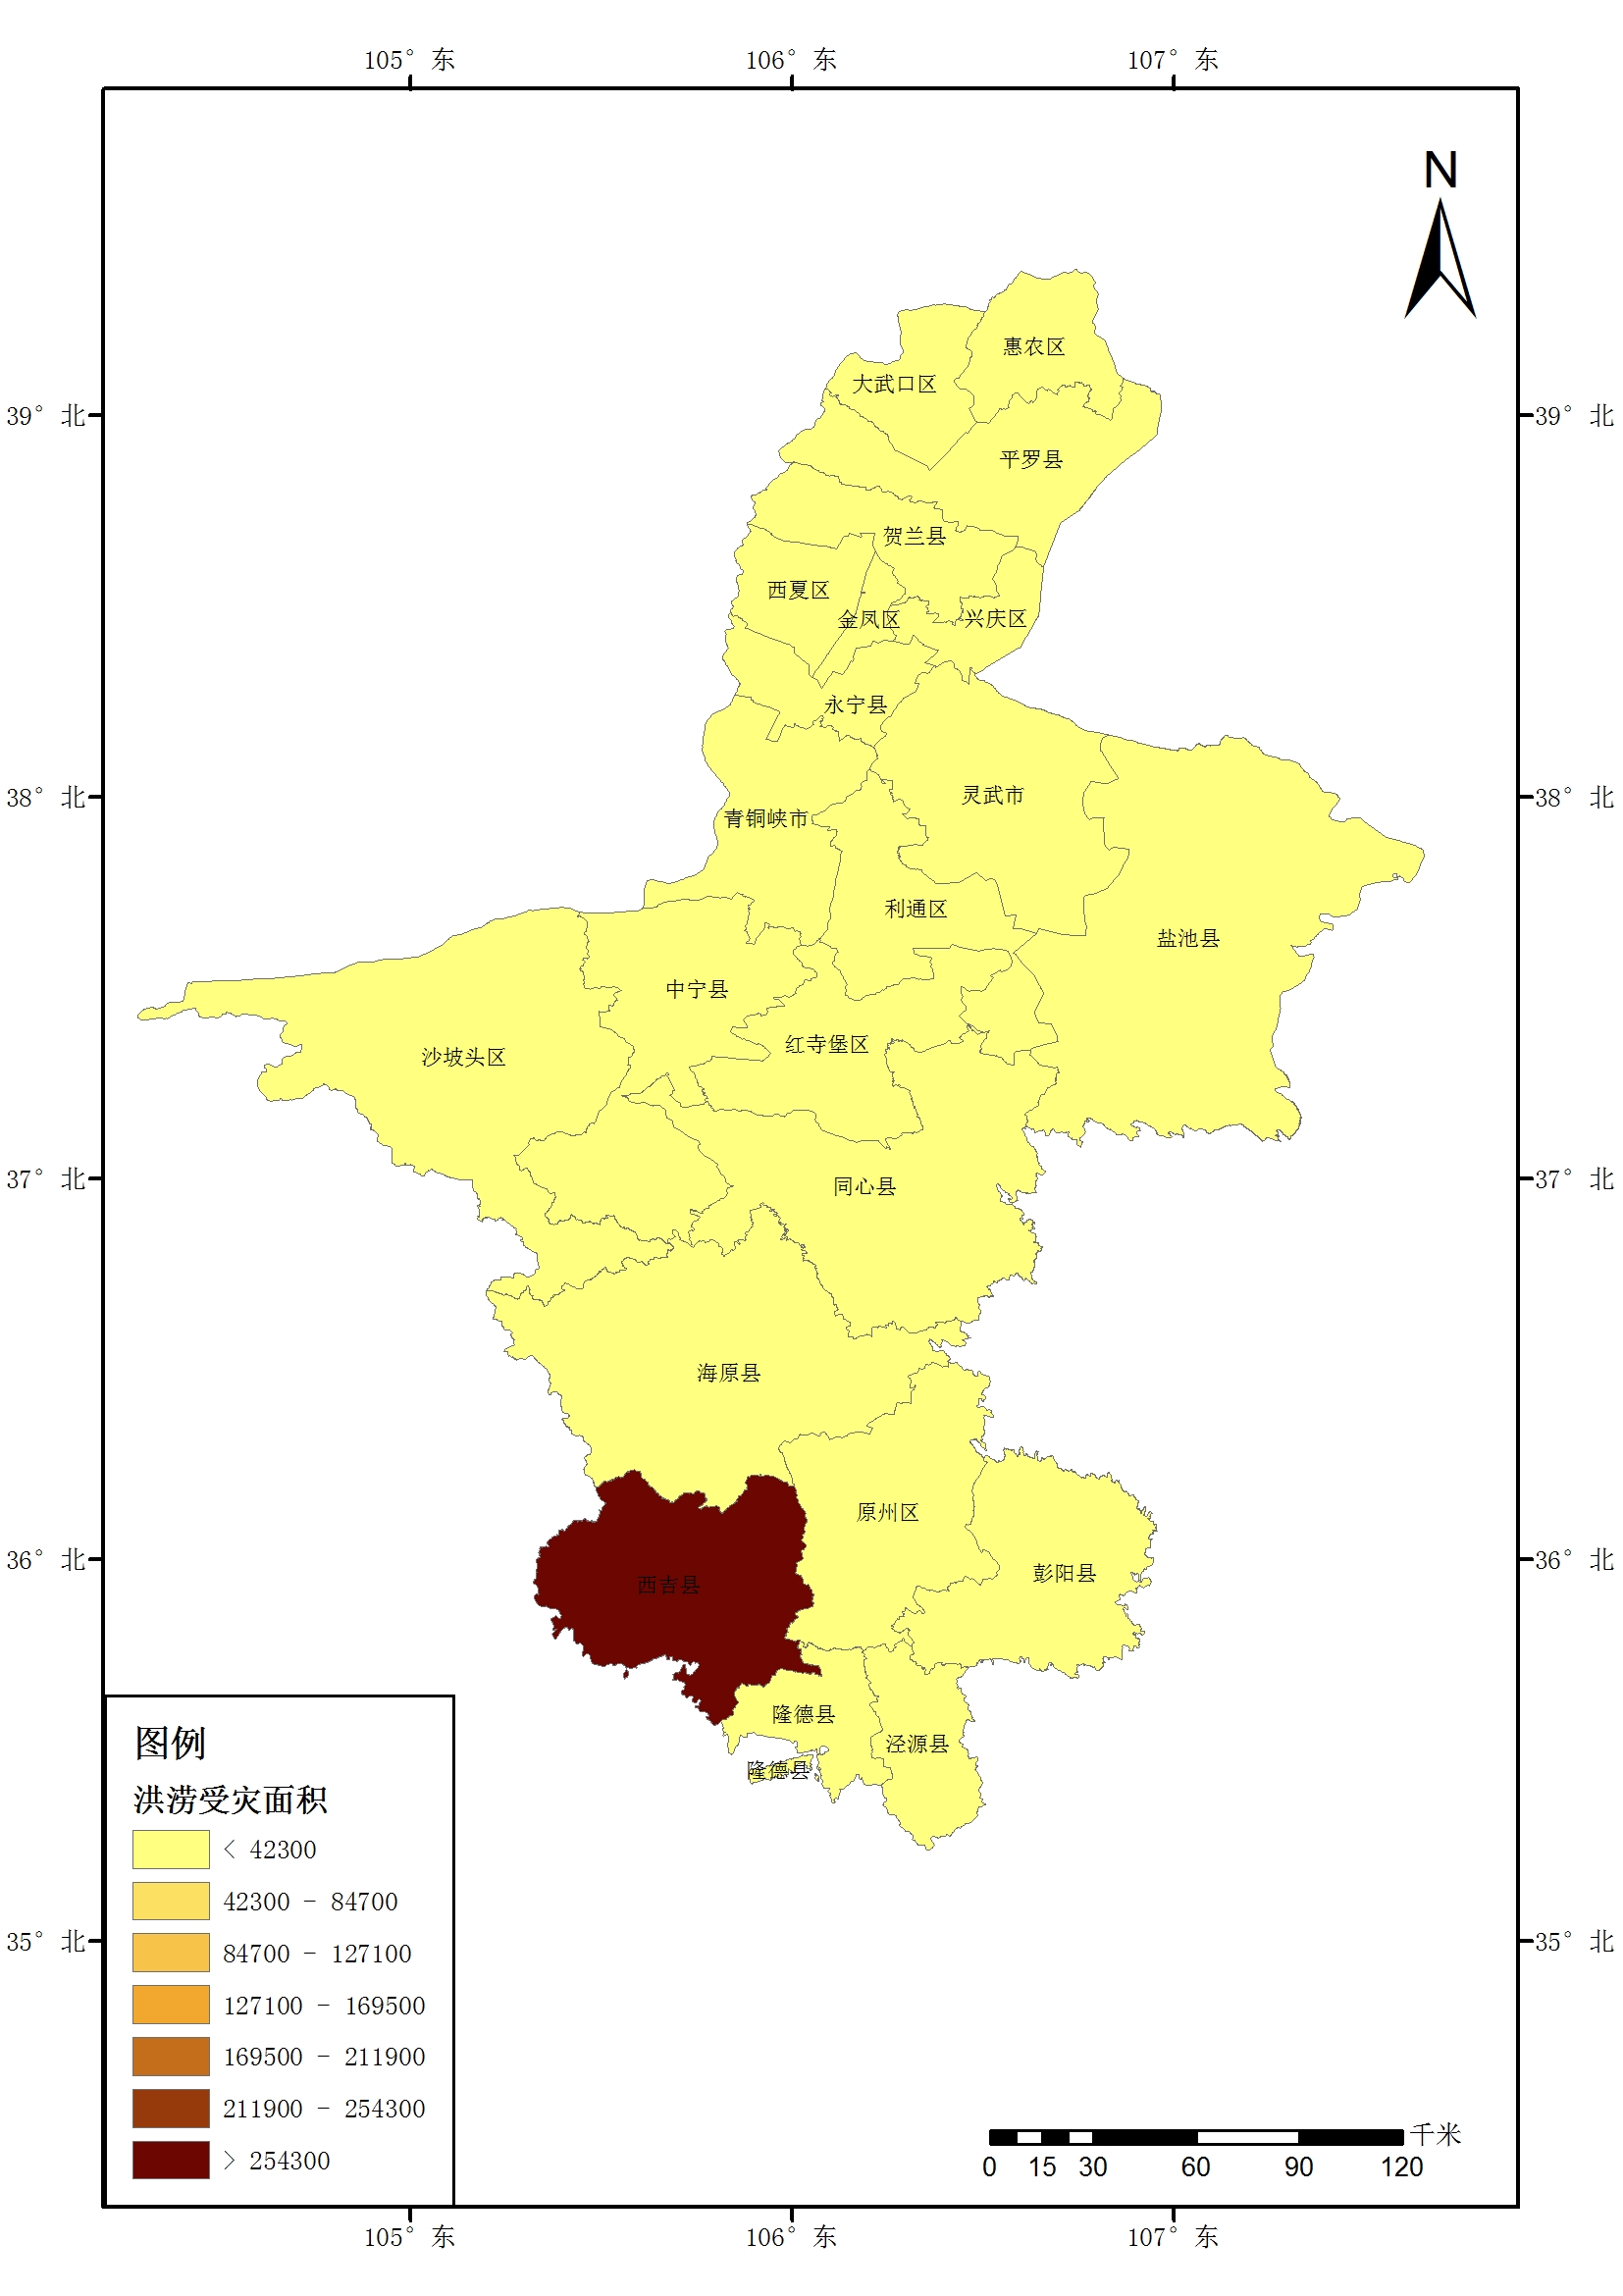 105° 东
106° 东
107° 东
N
惠农区
大武口区
39° 北
39° 北
平罗县
贺兰县
西夏区
金凤区
兴庆区
永宁县
38° 北
38° 北
灵武市
青铜峡市
利通区
盐池县
中宁县
红寺堡区
沙坡头区
37° 北
37° 北
同心县
海原县
原州区
36° 北
36° 北
彭阳县
西吉县
隆德县
泾源县
隆德县
图例
洪涝受灾面积
< 42300
42300 - 84700
84700 - 127100
127100 - 169500
169500 - 211900
211900 - 254300
> 254300
35° 北
35° 北
千米
0 15 30 60 90 120
105° 东
106° 东
107° 东